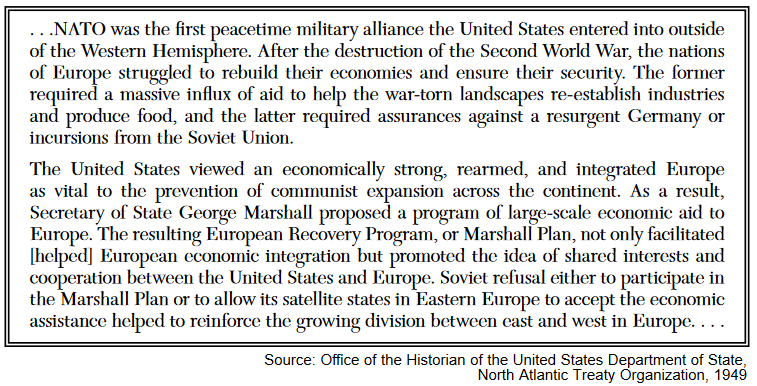 . . .NATO was the first peacetime military alliance the United States entered into outside
of the Western Hemisphere. After the destruction of the Second World War, the nations
of Europe struggled to rebuild their economies and ensure their security. The former
required a massive influx of aid to help the war-torn landscapes re-establish industries
and produce food, and the latter required assurances against a resurgent Germany or
incursions from the Soviet Union.
The United States viewed an economically strong, rearmed, and integrated Europe
as vital to the prevention of communist expansion across the continent. As a result,
Secretary of State George Marshall proposed a program of large-scale economic aid to
Europe. The resulting European Recovery Program, or Marshall Plan, not only facilitated
[helped] European economic integration but promoted the idea of shared interests and
cooperation between the United States and Europe. Soviet refusal either to participate in
the Marshall Plan or to allow its satellite states in Eastern Europe to accept the economic
assistance helped to reinforce the growing division between east and west in Europe. . . .
Source: Office of the Historian of the United States Department of State,
North Atlantic Treaty Organization, 1949